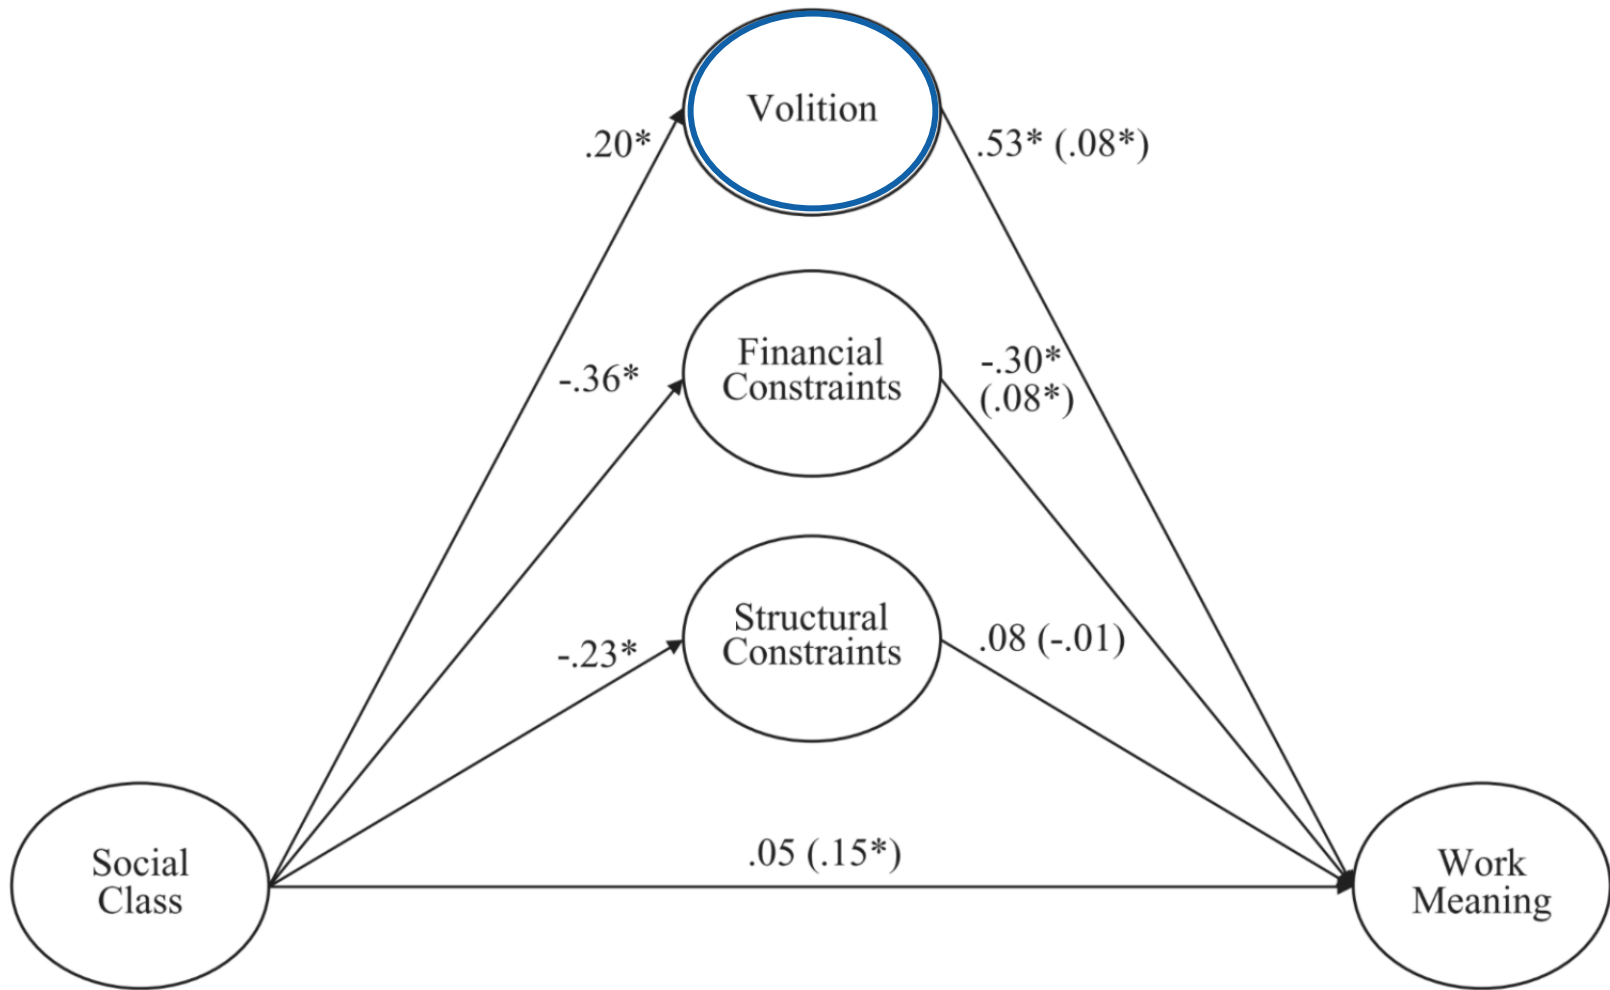 Volition
.20*
.53* (.08*)
Financial
Constraints
-.36*
-.30*
(.08*)
Structural
Constraints
-.23*
.08 (-.01)
.05 (.15*)
Social
Class
Work
Meaning